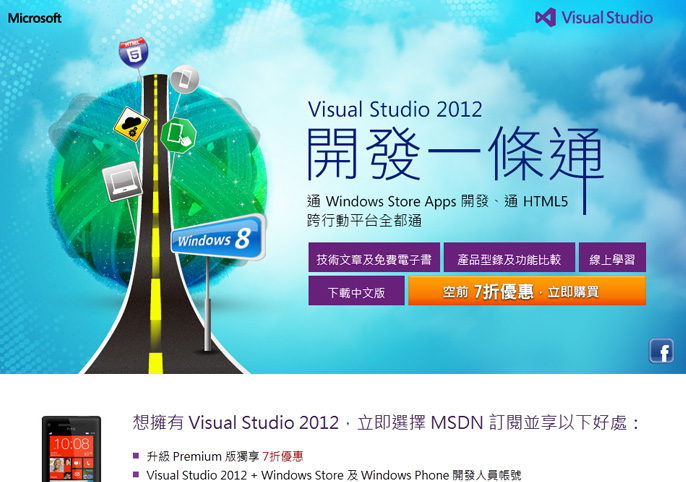 Microsoft
Visual Studio
HTML
5
Visual Studio 2012
開發一條通
通 Windows Store Apps 開發、通 HTML5
跨行動平台全都通
Windows 8
技術文章及免費電子書
產品型錄及功能比較
線上學習
下載中文版
空前 7折優惠，立即購買
f
想擁有 Visual Studio 2012，立即選擇 MSDN 訂閱並享以下好處：
10:08
升級 Premium 版獨享 7折優惠
Visual Studio 2012 + Windows Store 及 Windows Phone 開發人員帳號